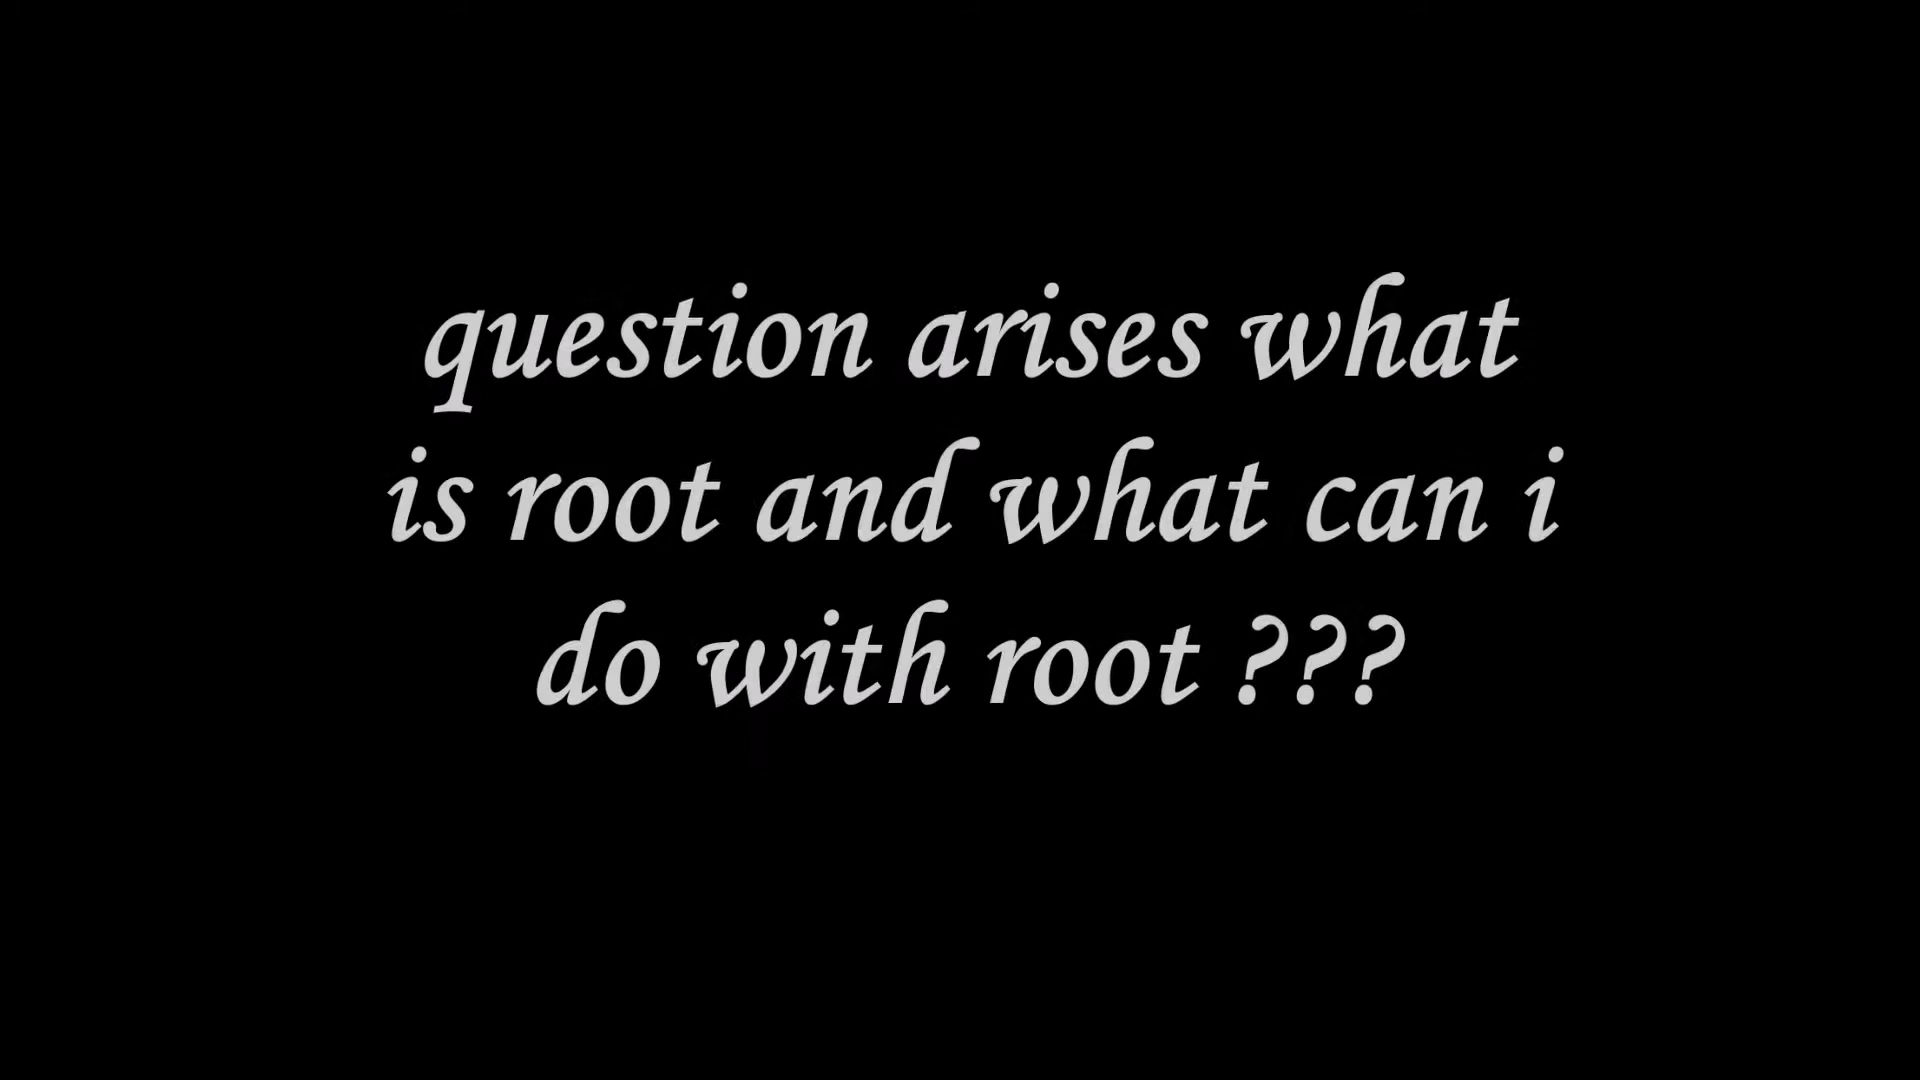 question arises what
is root and what can i
do with root ???